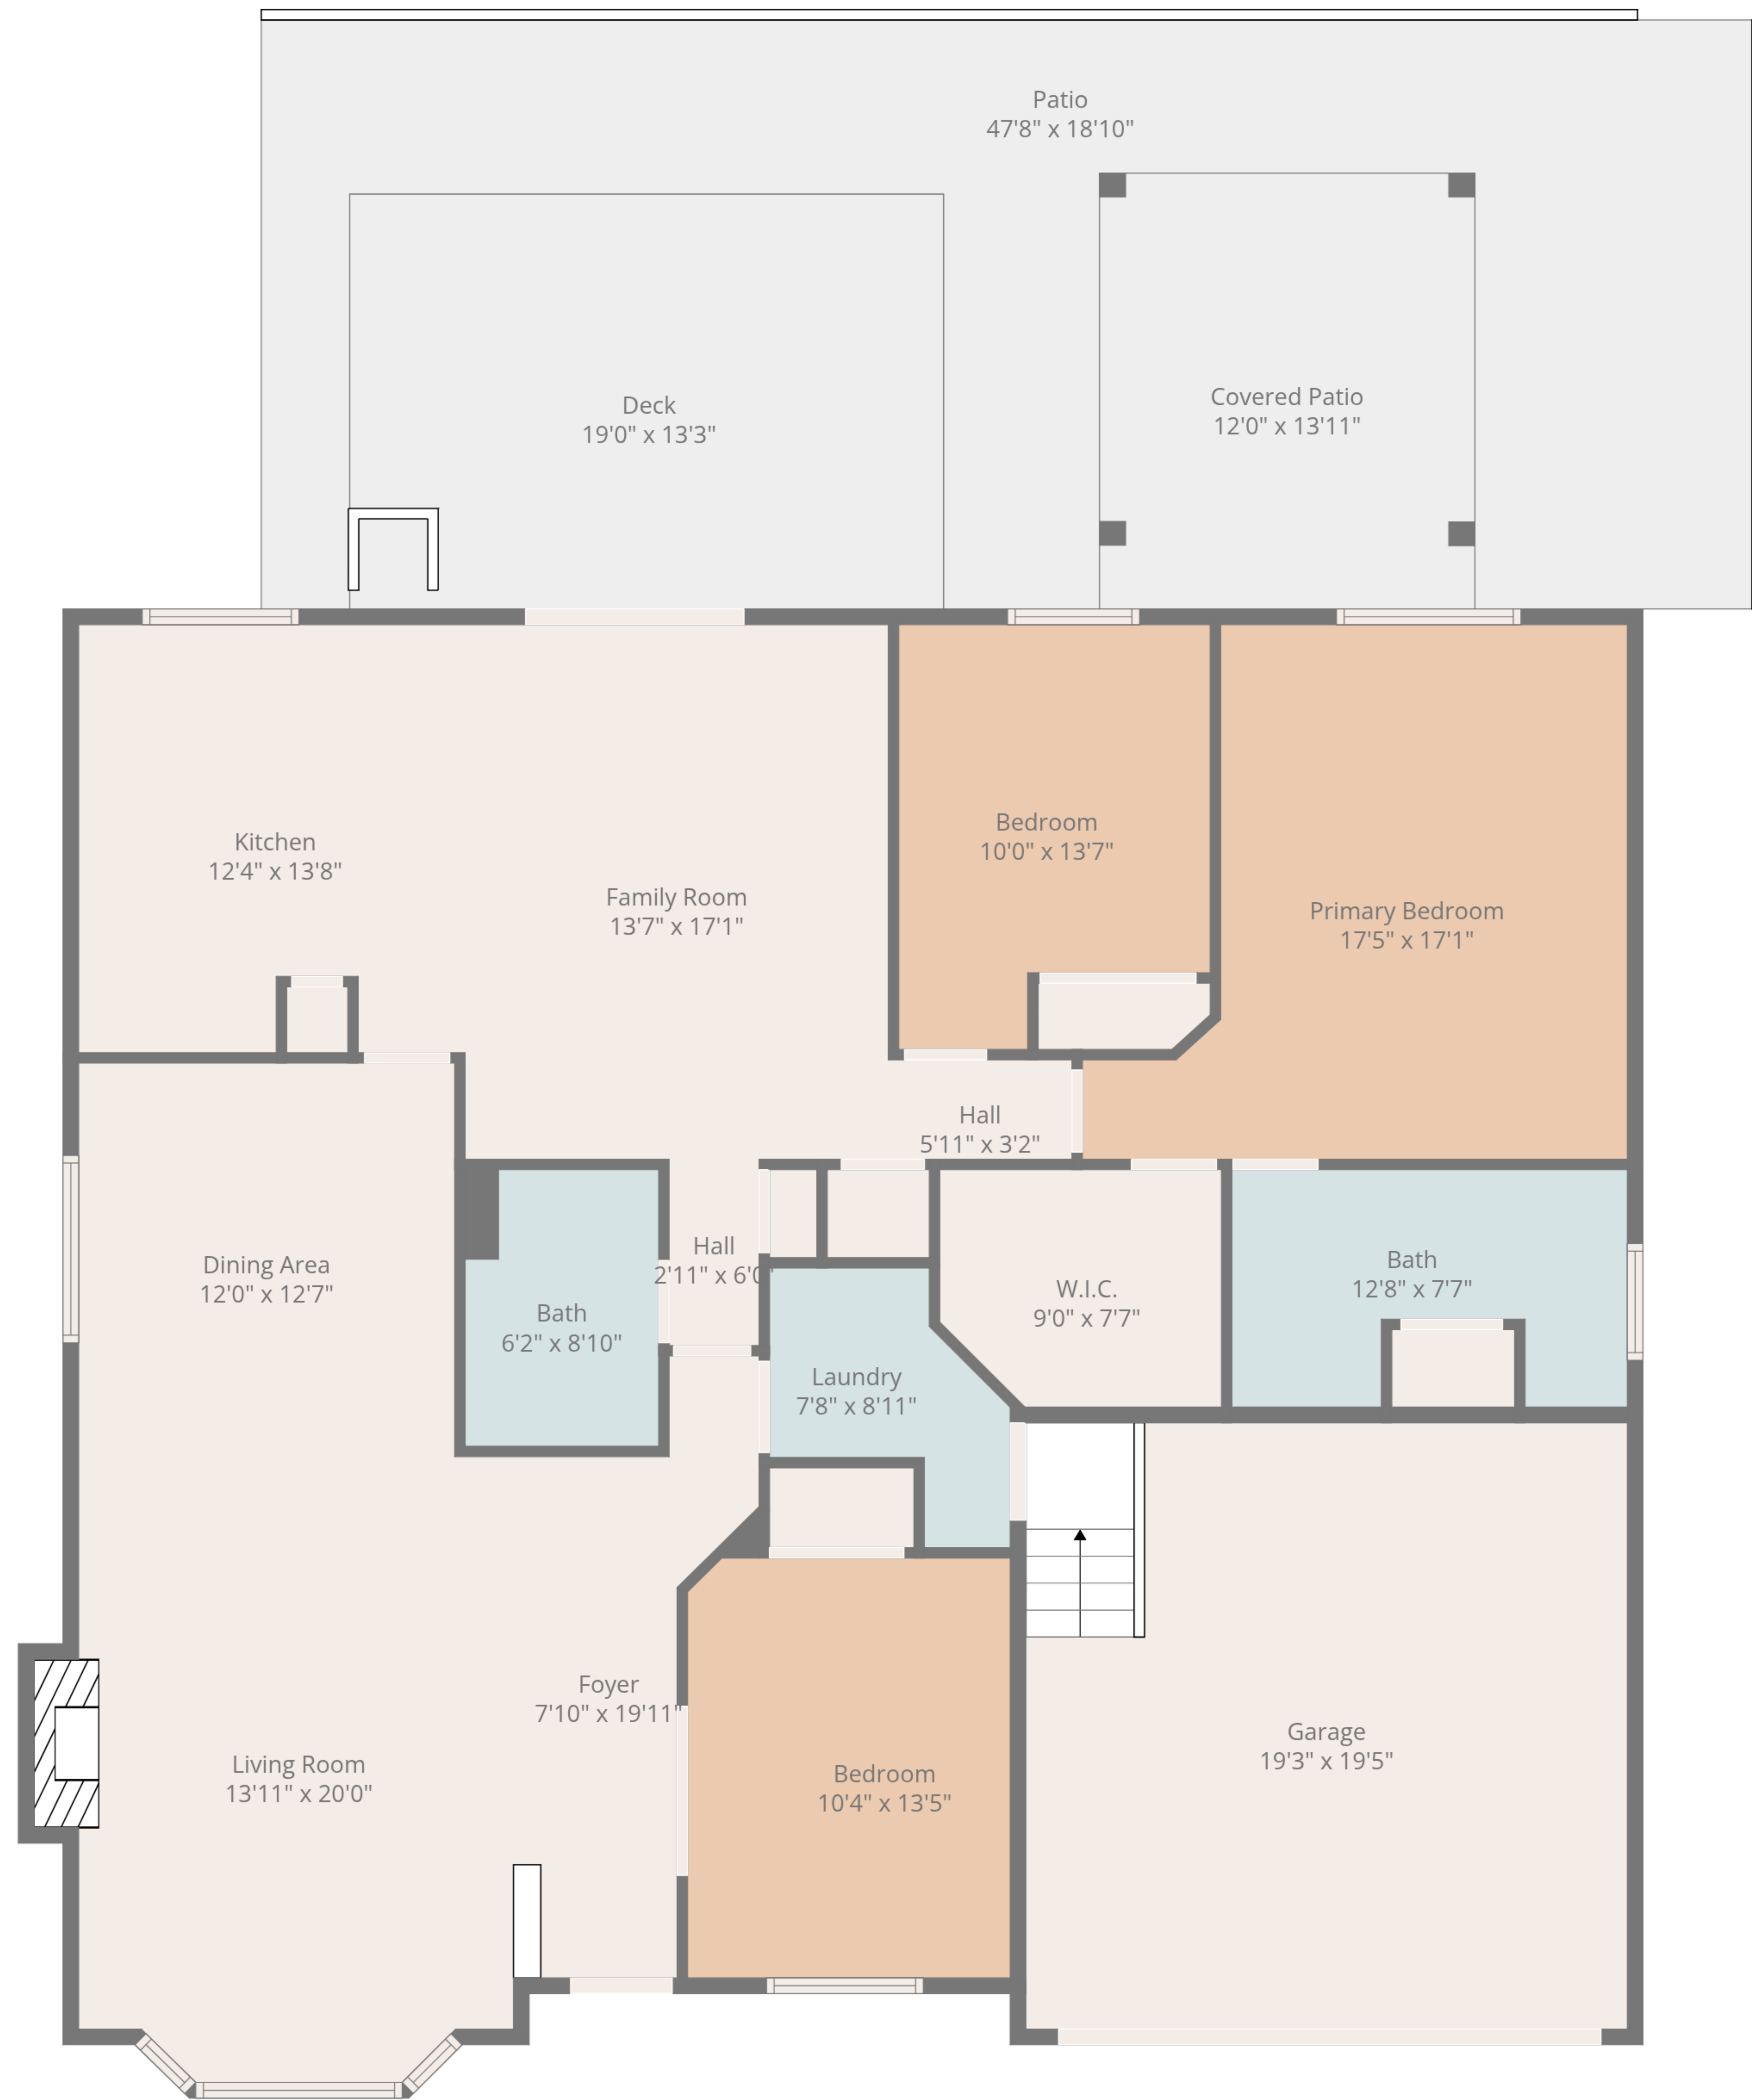 Patio
47'8" x 18'10"
Deck
19'0" x 13'3"
Covered Patio
12'0" x 13'11"
Kitchen
12'4" x 13'8"
Family Room
13'7" x 17'1"
Bedroom
10'0" x 13'7"
Primary Bedroom
17'5" x 17'1"
Hall
5'11" x 3'2"
Dining Area
12'0" x 12'7"
Bath
6'2" x 8'10"
Hall
2'11" x 6'0"
Laundry
7'8" x 8'11"
W.I.C.
9'0" x 7'7"
Bath
12'8" x 7'7"
Foyer
7'10" x 19'11"
Living Room
13'11" x 20'0"
Bedroom
10'4" x 13'5"
Garage
19'3" x 19'5"